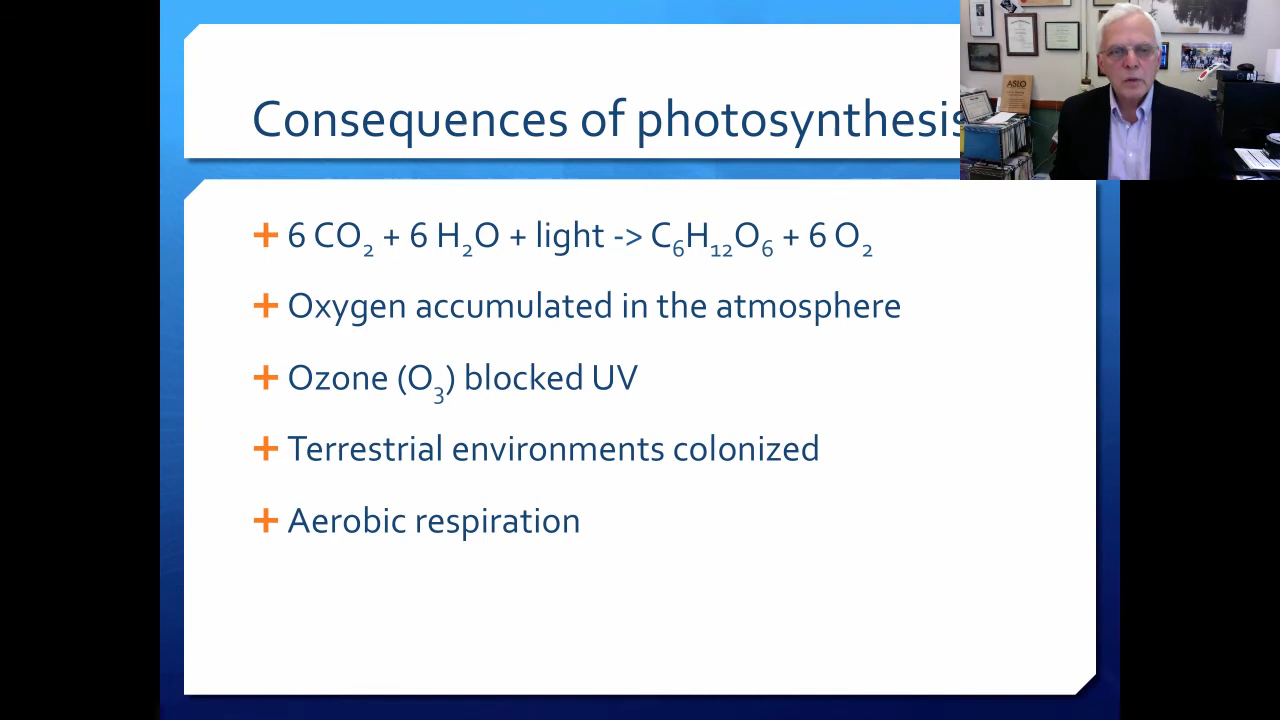 Consequences of photosynthesis
6 CO₂ + 6 H₂O + light -> C₆H₁₂O₆ + 6 O₂
Oxygen accumulated in the atmosphere
Ozone (O₃) blocked UV
Terrestrial environments colonized
Aerobic respiration
ASLO